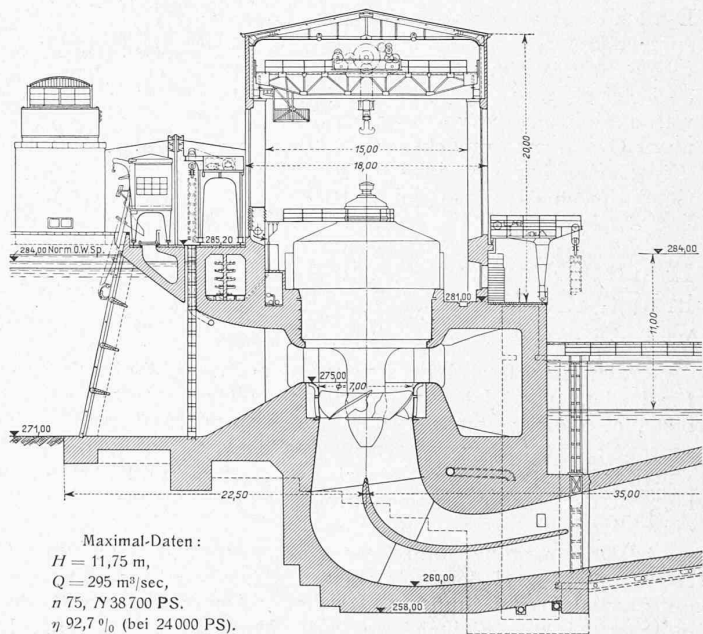 15,00
18,00
20,00
284,00 Norm.O.W.Sp.
285,20
284,00
281,00
11,00
275,00
φ= 7,00
271,00
22,50
35,00
260,00
258,00
Maximal-Daten:
H = 11,75 m,
Q = 295 m³/sec,
n 75, N 38700 PS.
η 92,7 % (bei 24000 PS).